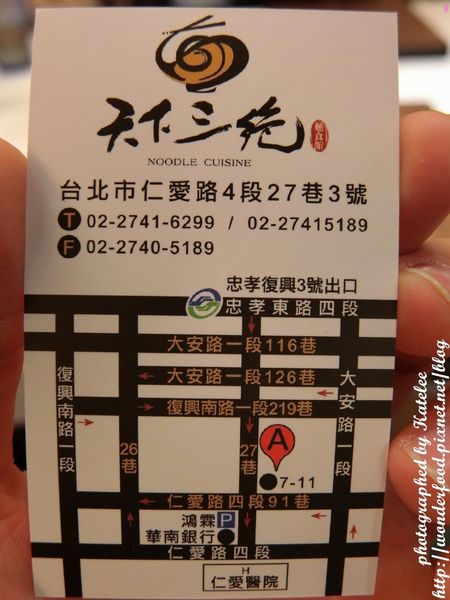 天下三絕
麵食館
NOODLE CUISINE
台北市仁愛路4段27巷3號
T 02-2741-6299 / 02-27415189
F 02-2740-5189
忠孝復興3號出口
忠孝東路四段
大安路一段116巷
大安路一段126巷
復興南路一段219巷
復興南路一段
大安路一段
26巷
27巷
A
7-11
仁愛路四段91巷
鴻霖 P
華南銀行
仁愛路四段
H
仁愛醫院
photographed by Katelee
http://wonderfood.pixnet.net/blog